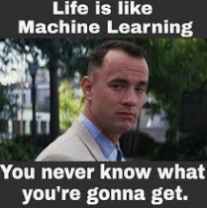 Life is like
Machine Learning
You never know what
you're gonna get.